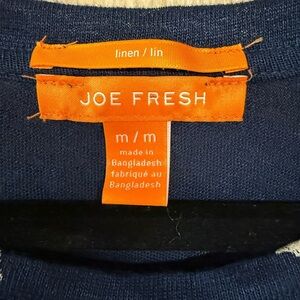 linen / lin
JOE FRESH
m / m
made in
Bangladesh
fabriqué au
Bangladesh